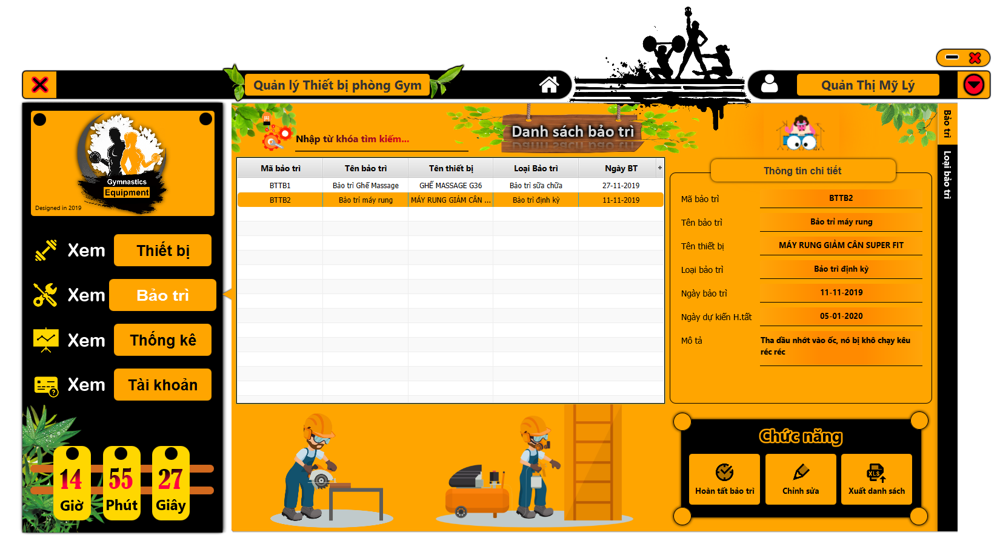 Quản lý Thiết bị phòng Gym
Quản Thị Mỹ Lý
Gymnastics
Equipment
Designed in 2019
Xem Thiết bị
Xem Bảo trì
Xem Thống kê
Xem Tài khoản
14 55 27
Giờ Phút Giây
Nhập từ khóa tìm kiếm...
Danh sách bảo trì
Mã bảo trì Tên bảo trì Tên thiết bị Loại Bảo trì Ngày BT +
BTTB1 Bảo trì Ghế Massage GHẾ MASSAGE G36 Bảo trì sữa chữa 27-11-2019
BTTB2 Bảo trì máy rung MÁY RUNG GIẢM CÂN ... Bảo trì định kỳ 11-11-2019
Thông tin chi tiết
Mã bảo trì BTTB2
Tên bảo trì Bảo trì máy rung
Tên thiết bị MÁY RUNG GIẢM CÂN SUPER FIT
Loại bảo trì Bảo trì định kỳ
Ngày bảo trì 11-11-2019
Ngày dự kiến H.tất 05-01-2020
Mô tả Tha dầu nhớt vào ốc, nó bị khô chạy kêu
réc réc
Chức năng
XLS
Hoàn tất bảo trì Chỉnh sửa Xuất danh sách
Bảo trì
Loại bảo trì